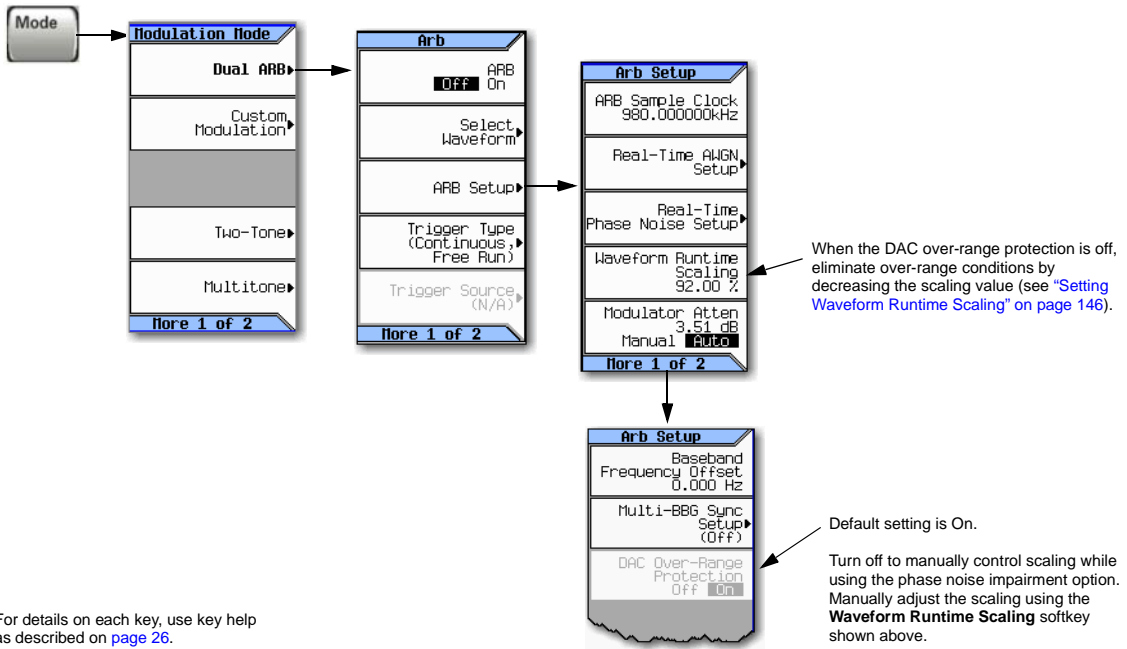 Mode
Modulation Mode
Dual ARB
Custom
Modulation
Two-Tone
Multitone
More 1 of 2
Arb
ARB
Off On
Select
Waveform
ARB Setup
Trigger Type
(Continuous,
Free Run)
Trigger Source
(N/A)
More 1 of 2
Arb Setup
ARB Sample Clock
980.000000kHz
Real-Time AWGN
Setup
Real-Time
Phase Noise Setup
Waveform Runtime
Scaling
92.00 %
Modulator Atten
3.51 dB
Manual Auto
More 1 of 2
When the DAC over-range protection is off,
eliminate over-range conditions by
decreasing the scaling value (see “Setting
Waveform Runtime Scaling” on page 146).
Arb Setup
Baseband
Frequency Offset
0.000 Hz
Multi-BBG Sync
Setup
(Off)
DAC Over-Range
Protection
Off On
Default setting is On.
Turn off to manually control scaling while
using the phase noise impairment option.
Manually adjust the scaling using the
Waveform Runtime Scaling softkey
shown above.
For details on each key, use key help
as described on page 26.